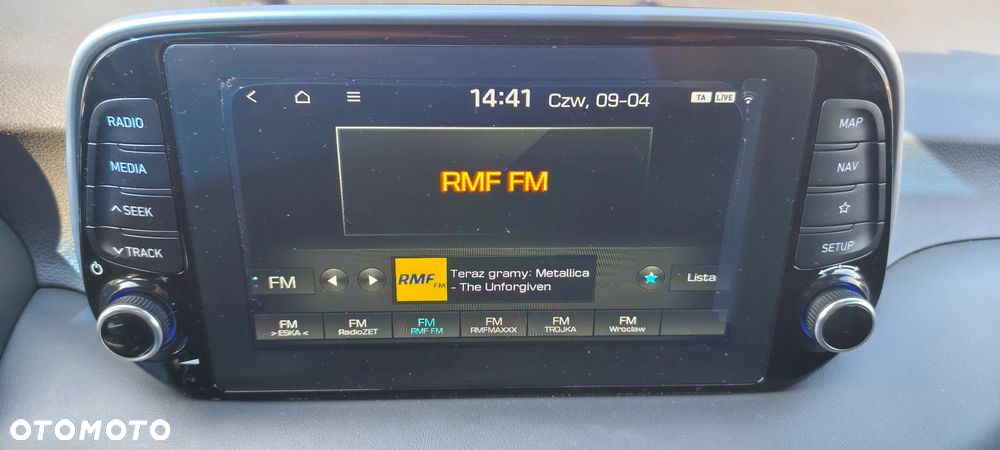 14:41 Czw, 09-04 TA LIVE
RADIO
MEDIA
SEEK
TRACK
MAP
NAV
SETUP
RMF FM
FM
RMF FM
Teraz gramy: Metallica
- The Unforgiven
Lista
FM
>ESKA<
FM
RadioZET
FM
RMF FM
FM
RMFMAXXX
FM
TROJKA
FM
Wroclaw
OTOMOTO